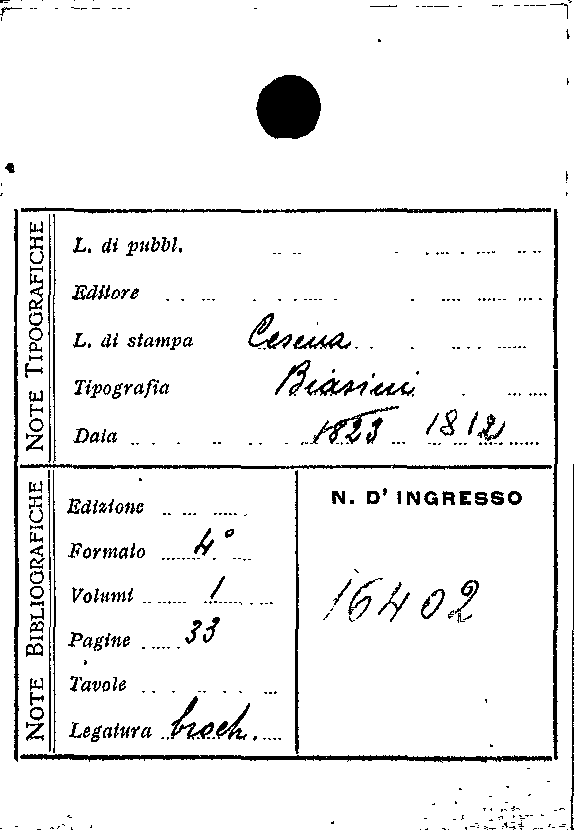 NOTE TIPOGRAFICHE
L. di pubbl.
Editore
L. di stampa Cesena
Tipografia Biasini
Data 1823 1812
NOTE BIBLIOGRAFICHE
Edizione
Formato 4°
Volumi 1
Pagine 33
Tavole
Legatura broch.
N. D' INGRESSO
16402